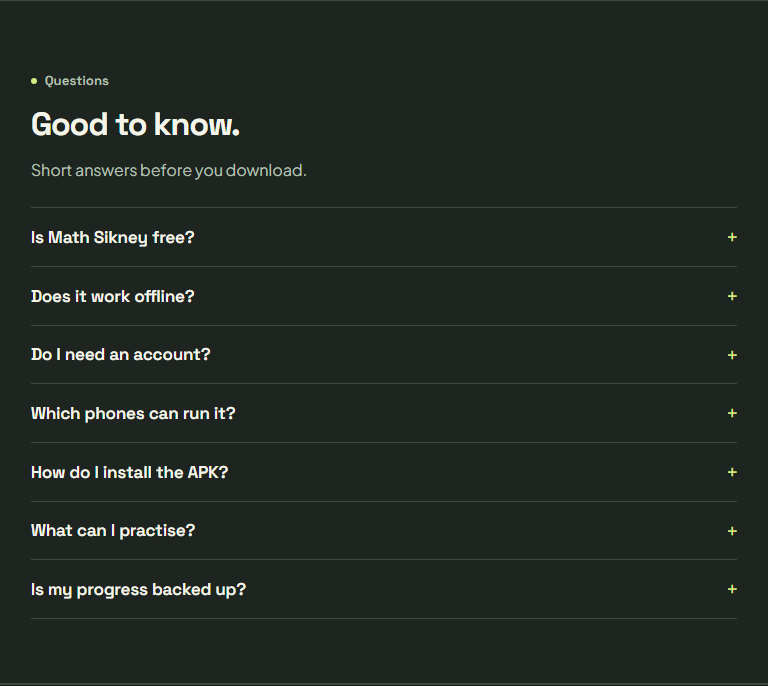 Questions
Good to know.
Short answers before you download.
Is Math Sikney free?
+
Does it work offline?
+
Do I need an account?
+
Which phones can run it?
+
How do I install the APK?
+
What can I practise?
+
Is my progress backed up?
+